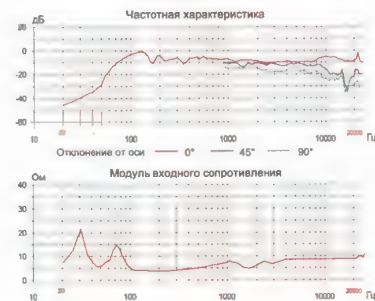 Частотная характеристика
дБ
0
-20
-40
-60
-80
10 20 100 1000 10000 20000 Гц
Отклонение от оси 0° 45° 90°
Модуль входного сопротивления
Ом
40
30
20
10
0
10 20 100 1000 10000 20000 Гц